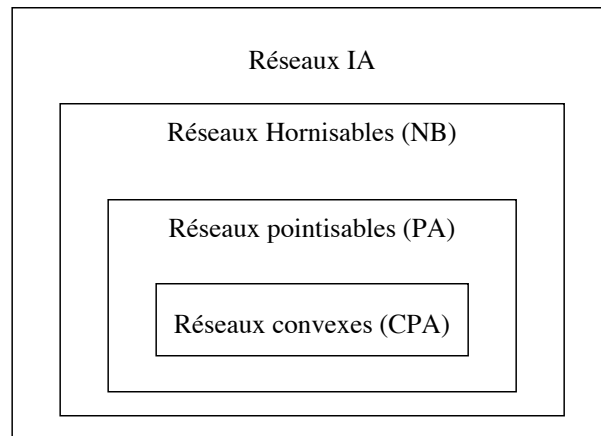 Réseaux IA
Réseaux Hornisables (NB)
Réseaux pointisables (PA)
Réseaux convexes (CPA)